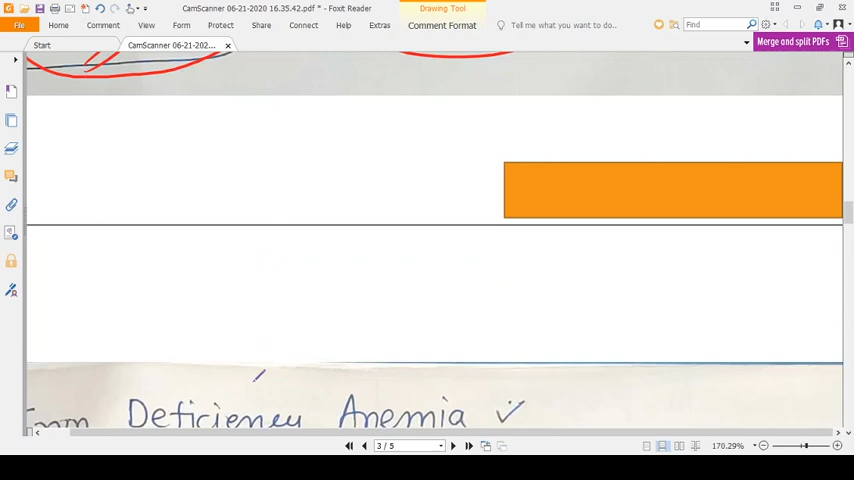 CamScanner 06-21-2020 16.35.42.pdf * - Foxit Reader
Drawing Tool
File Home Comment View Form Protect Share Connect Help Extras Comment Format Tell me what you want to do... Find
Start CamScanner 06-21-202...
Merge and split PDFs
Deficiency Anemia
3 / 5 170.29%